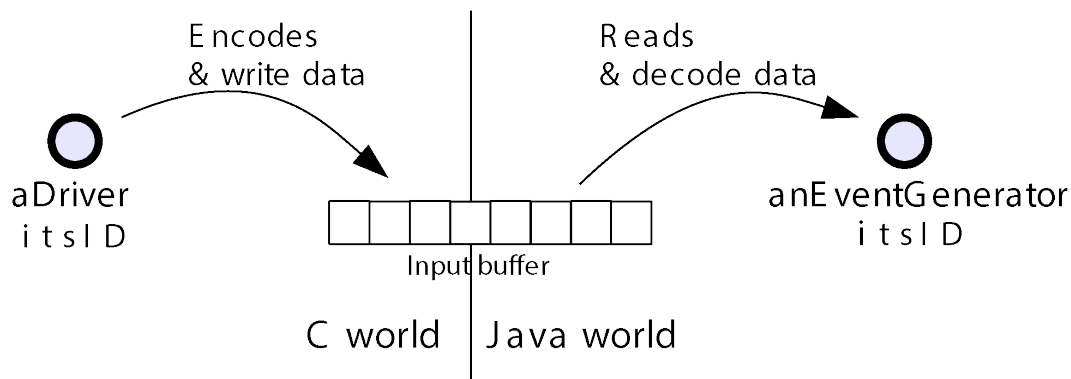 Encodes
& write data
Reads
& decode data
aDriver
itsID
anEventGenerator
itsID
Input buffer
C world
Java world